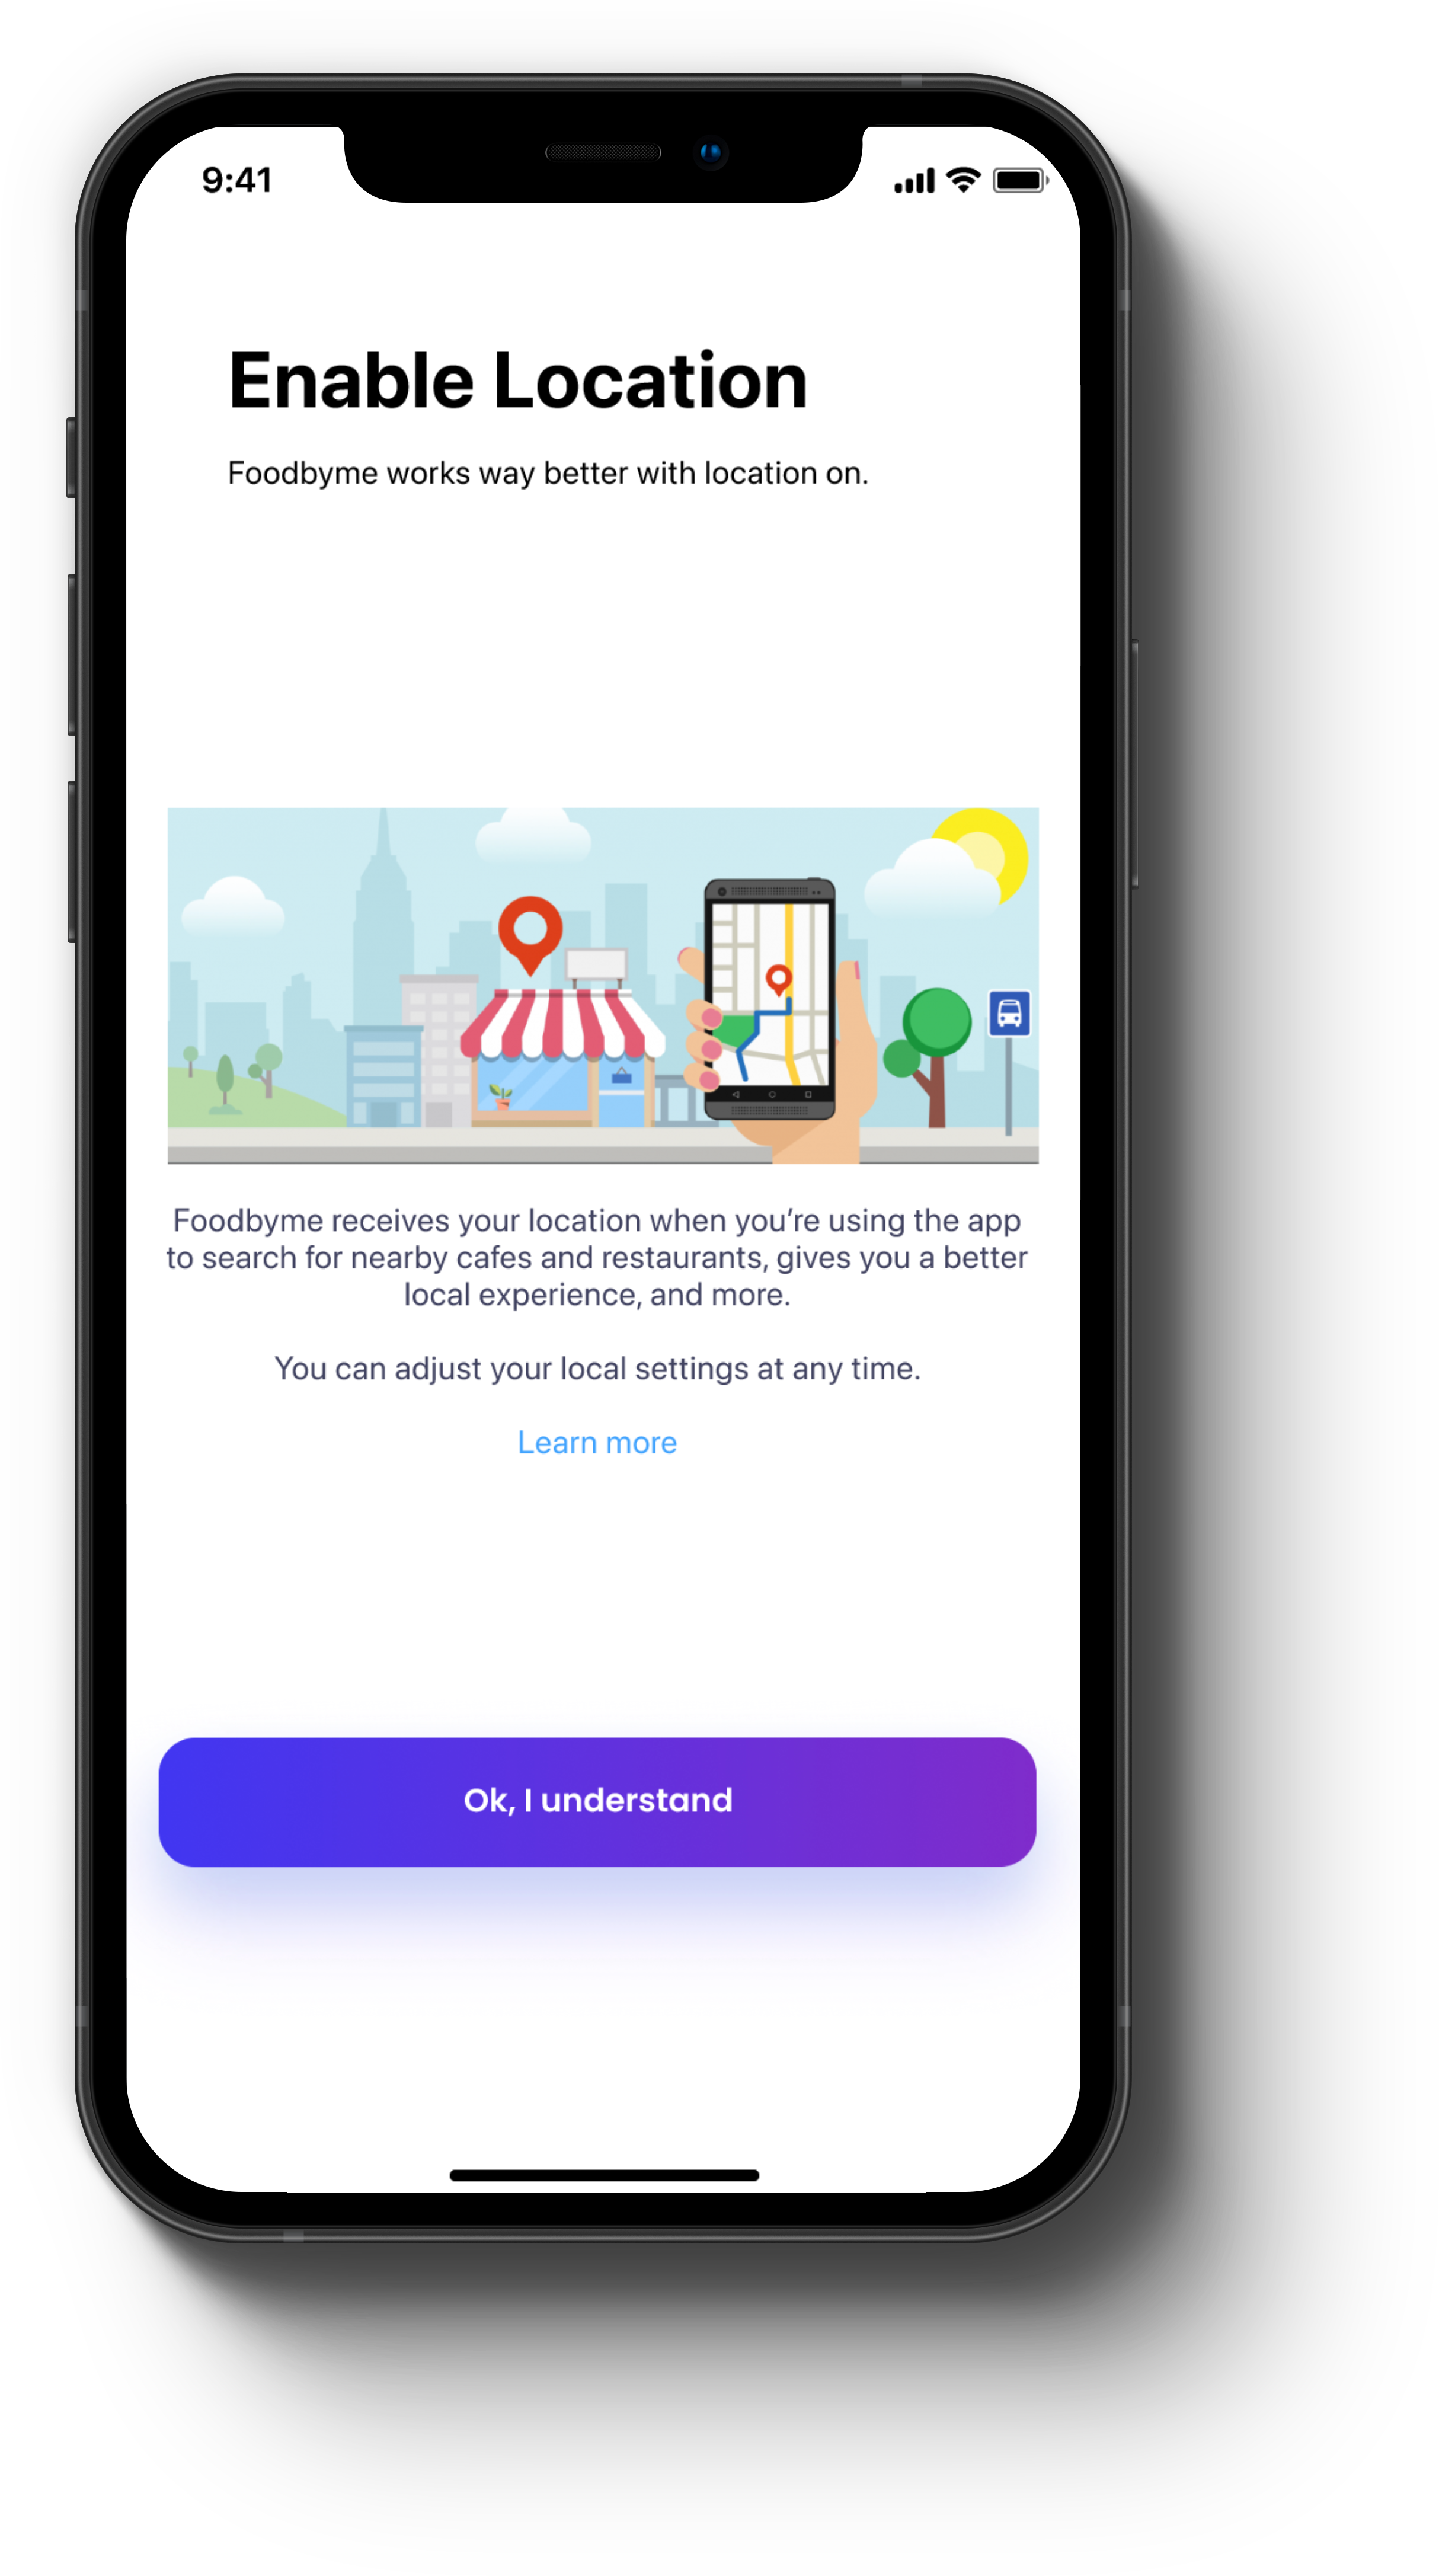 9:41
Enable Location
Foodbyme works way better with location on.
Foodbyme receives your location when you’re using the app
to search for nearby cafes and restaurants, gives you a better
local experience, and more.
You can adjust your local settings at any time.
Learn more
Ok, I understand